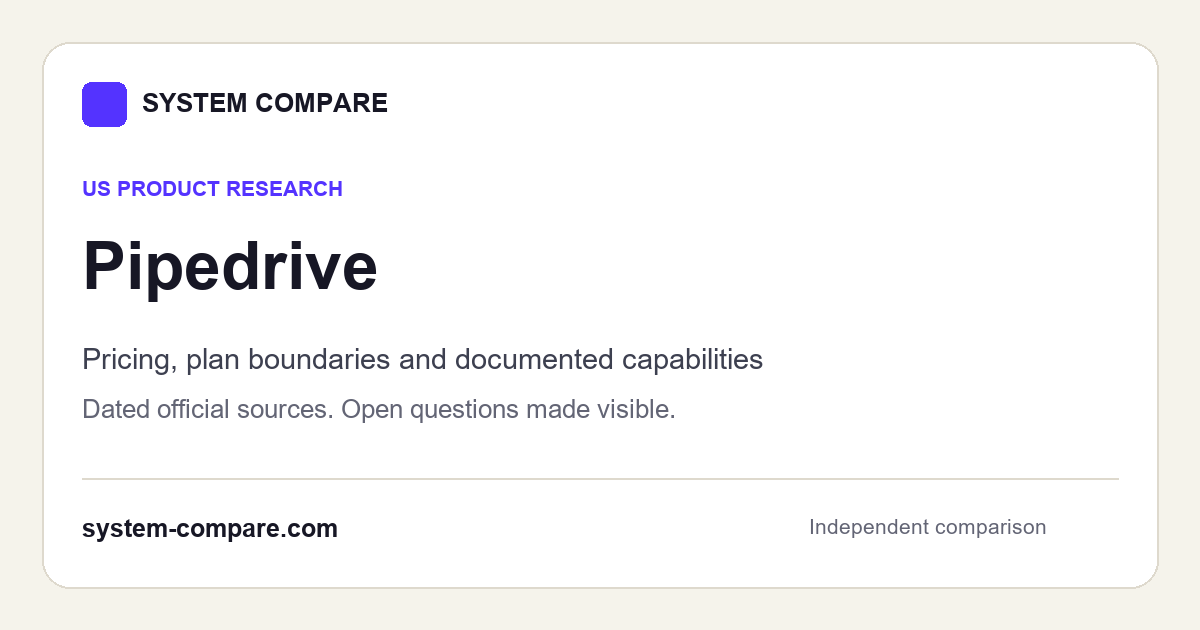 SYSTEM COMPARE
US PRODUCT RESEARCH
Pipedrive
Pricing, plan boundaries and documented capabilities
Dated official sources. Open questions made visible.
system-compare.com
Independent comparison